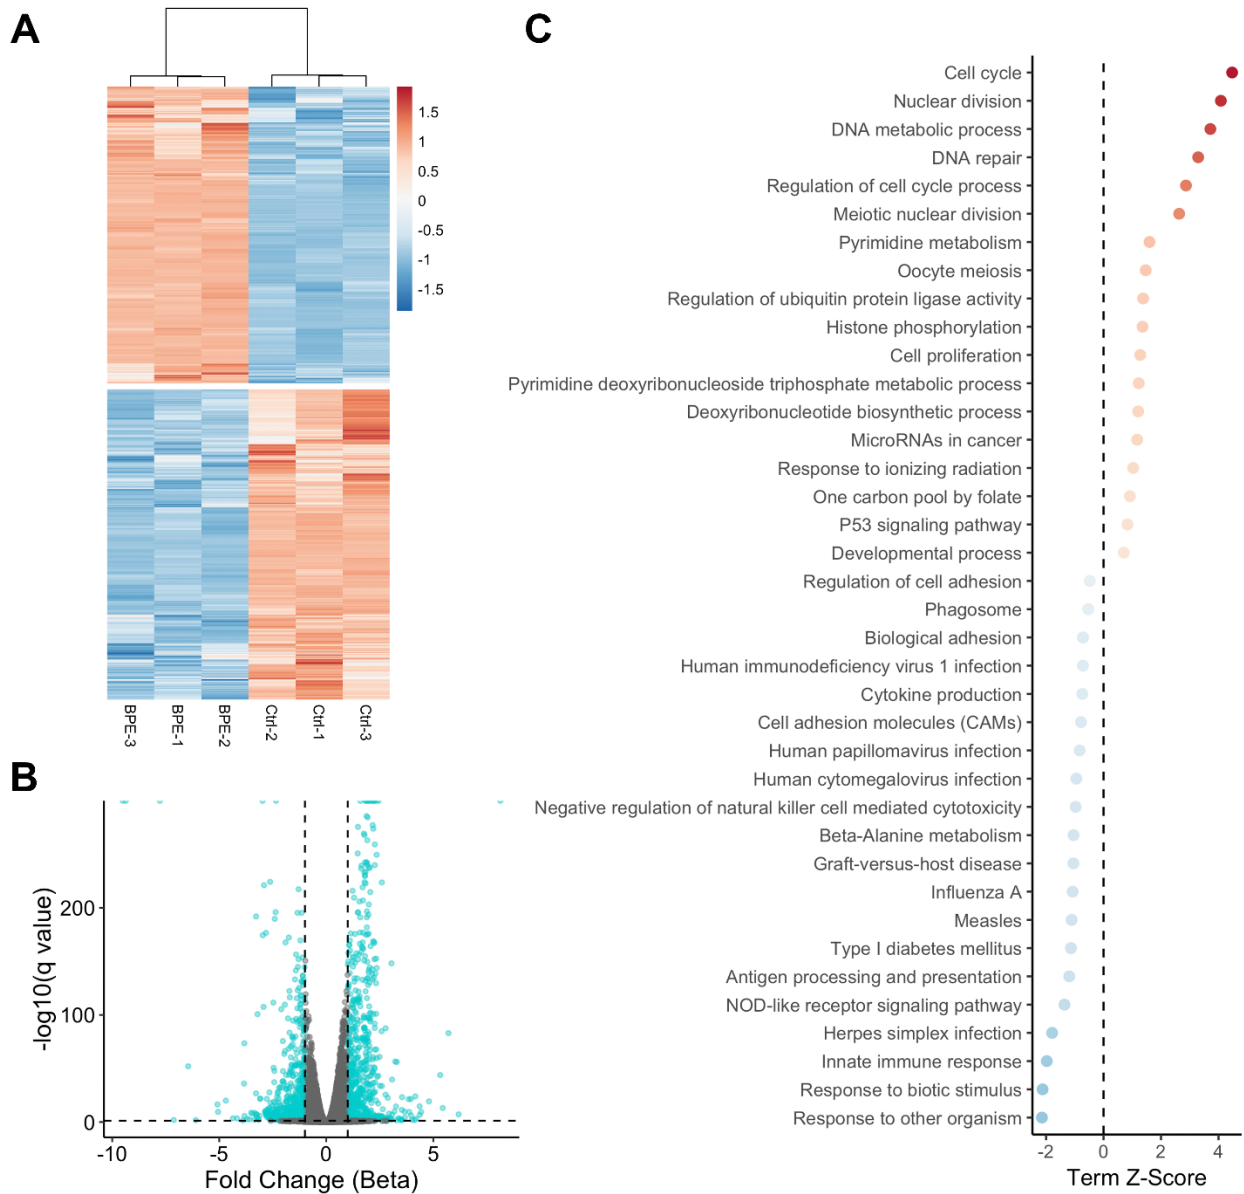 A
1.5
1
0.5
0
-0.5
-1
-1.5
BPE-3
BPE-1
BPE-2
Ctrl-2
Ctrl-1
Ctrl-3
B
-log10(q value)
200
100
0
-10
-5
0
5
Fold Change (Beta)
C
Cell cycle
Nuclear division
DNA metabolic process
DNA repair
Regulation of cell cycle process
Meiotic nuclear division
Pyrimidine metabolism
Oocyte meiosis
Regulation of ubiquitin protein ligase activity
Histone phosphorylation
Cell proliferation
Pyrimidine deoxyribonucleoside triphosphate metabolic process
Deoxyribonucleotide biosynthetic process
MicroRNAs in cancer
Response to ionizing radiation
One carbon pool by folate
P53 signaling pathway
Developmental process
Regulation of cell adhesion
Phagosome
Biological adhesion
Human immunodeficiency virus 1 infection
Cytokine production
Cell adhesion molecules (CAMs)
Human papillomavirus infection
Human cytomegalovirus infection
Negative regulation of natural killer cell mediated cytotoxicity
Beta-Alanine metabolism
Graft-versus-host disease
Influenza A
Measles
Type I diabetes mellitus
Antigen processing and presentation
NOD-like receptor signaling pathway
Herpes simplex infection
Innate immune response
Response to biotic stimulus
Response to other organism
-2
0
2
4
Term Z-Score